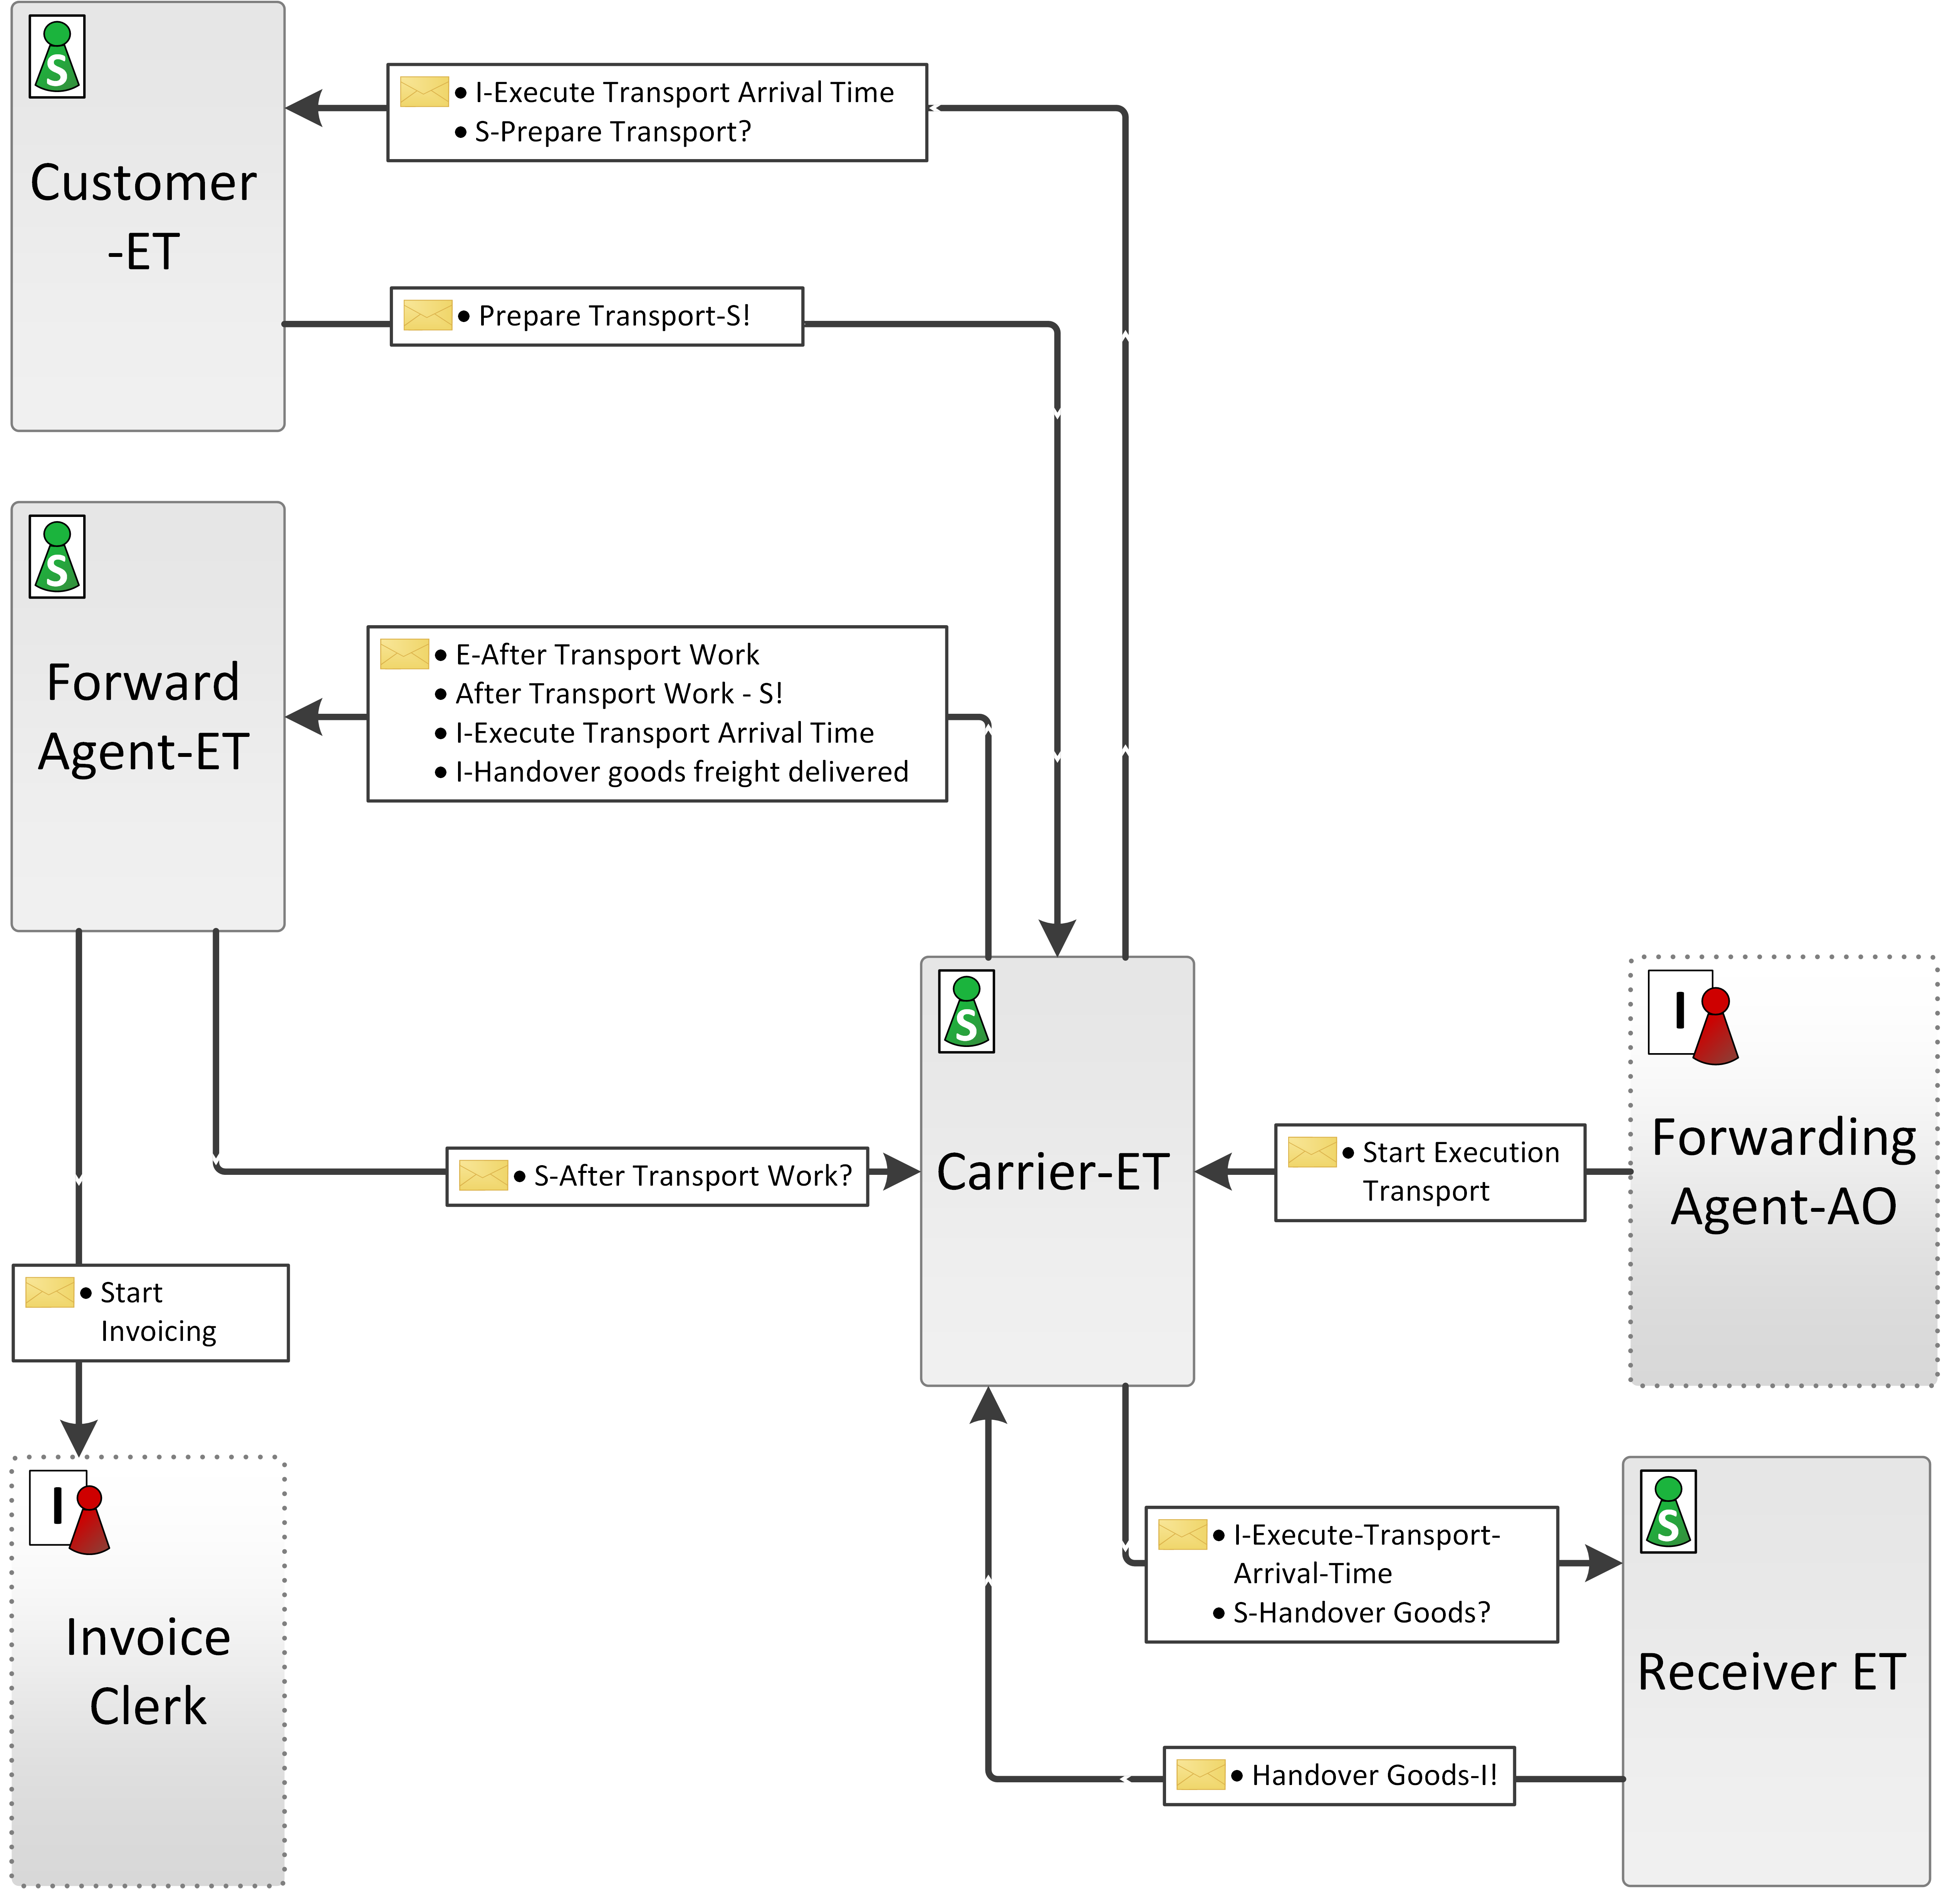 S
Customer
-ET
• I-Execute Transport Arrival Time
• S-Prepare Transport?
• Prepare Transport-S!
S
Forward
Agent-ET
• E-After Transport Work
• After Transport Work - S!
• I-Execute Transport Arrival Time
• I-Handover goods freight delivered
S
Carrier-ET
• S-After Transport Work?
• Start Execution
Transport
I
Forwarding
Agent-AO
• Start
Invoicing
I
Invoice
Clerk
• I-Execute-Transport-
Arrival-Time
• S-Handover Goods?
S
Receiver ET
• Handover Goods-I!